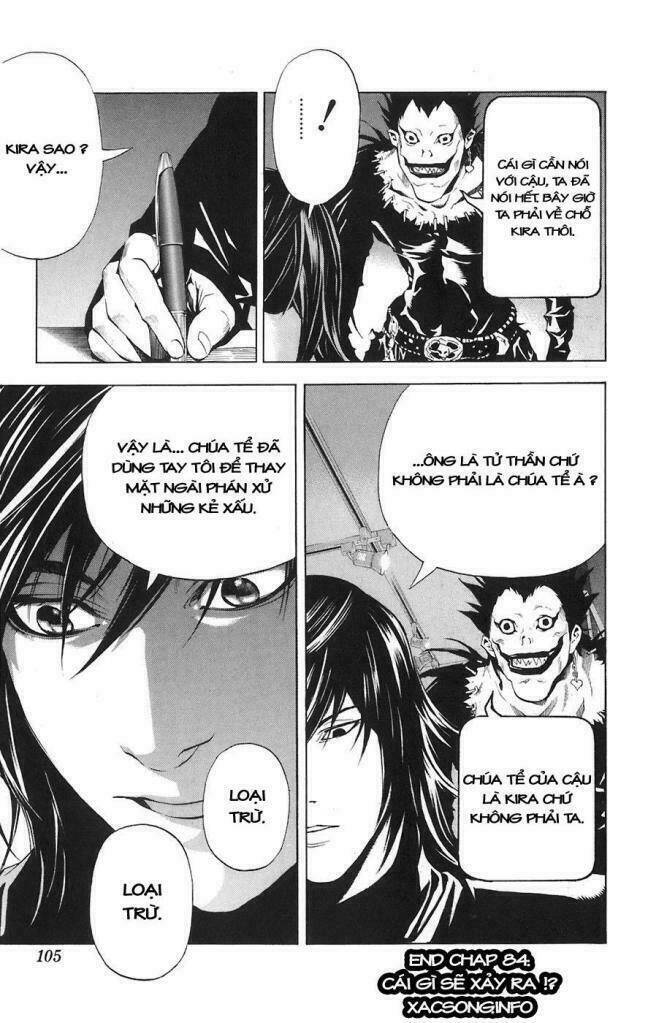 CÁI GÌ CẦN NÓI
VỚI CẬU, TA ĐÃ
NÓI HẾT. BÂY GIỜ
TA PHẢI VỀ CHỖ
KIRA THÔI.
......... !
KIRA SAO ?
VẬY...
...ÔNG LÀ TỬ THẦN CHỨ
KHÔNG PHẢI LÀ CHÚA TỂ À ?
CHÚA TỂ CỦA CẬU
LÀ KIRA CHỨ
KHÔNG PHẢI TA.
VẬY LÀ... CHÚA TỂ ĐÃ
DÙNG TAY TÔI ĐỂ THAY
MẶT NGÀI PHÁN XỬ
NHỮNG KẺ XẤU.
LOẠI
TRỪ.
LOẠI
TRỪ.
105
END CHAP 84:
CÁI GÌ SẼ XẢY RA !?
XACSONG.INFO